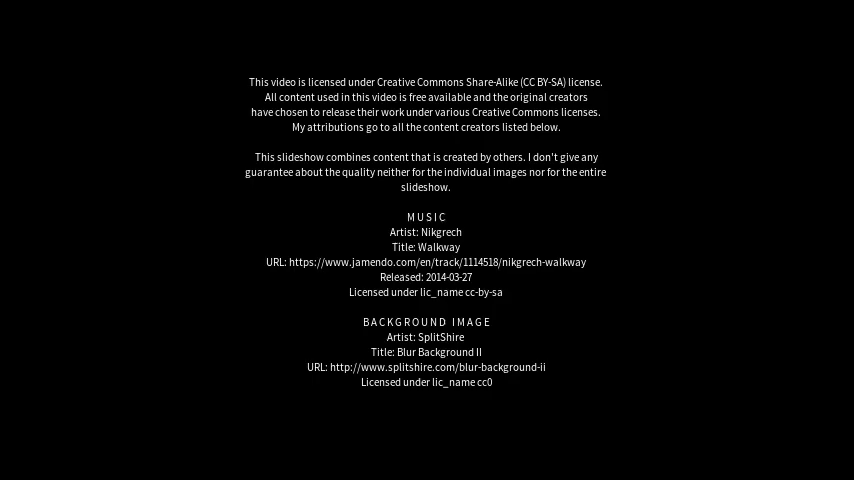 This video is licensed under Creative Commons Share-Alike (CC BY-SA) license.
All content used in this video is free available and the original creators
have chosen to release their work under various Creative Commons licenses.
My attributions go to all the content creators listed below.
This slideshow combines content that is created by others. I don't give any
guarantee about the quality neither for the individual images nor for the entire
slideshow.
MUSIC
Artist: Nikgrech
Title: Walkway
URL: https://www.jamendo.com/en/track/1114518/nikgrech-walkway
Released: 2014-03-27
Licensed under lic_name cc-by-sa
BACKGROUND IMAGE
Artist: SplitShire
Title: Blur Background II
URL: http://www.splitshire.com/blur-background-ii
Licensed under lic_name cc0